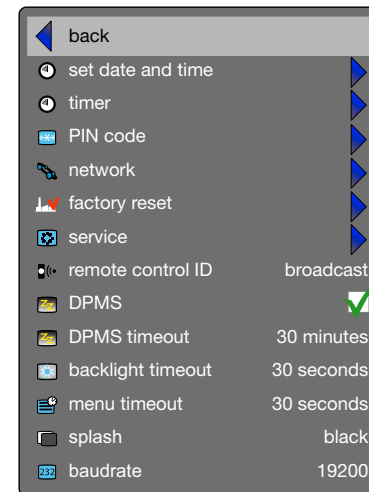 back
set date and time
timer
PIN code
network
factory reset
service
remote control ID broadcast
DPMS
DPMS timeout 30 minutes
backlight timeout 30 seconds
menu timeout 30 seconds
splash black
232 baudrate 19200